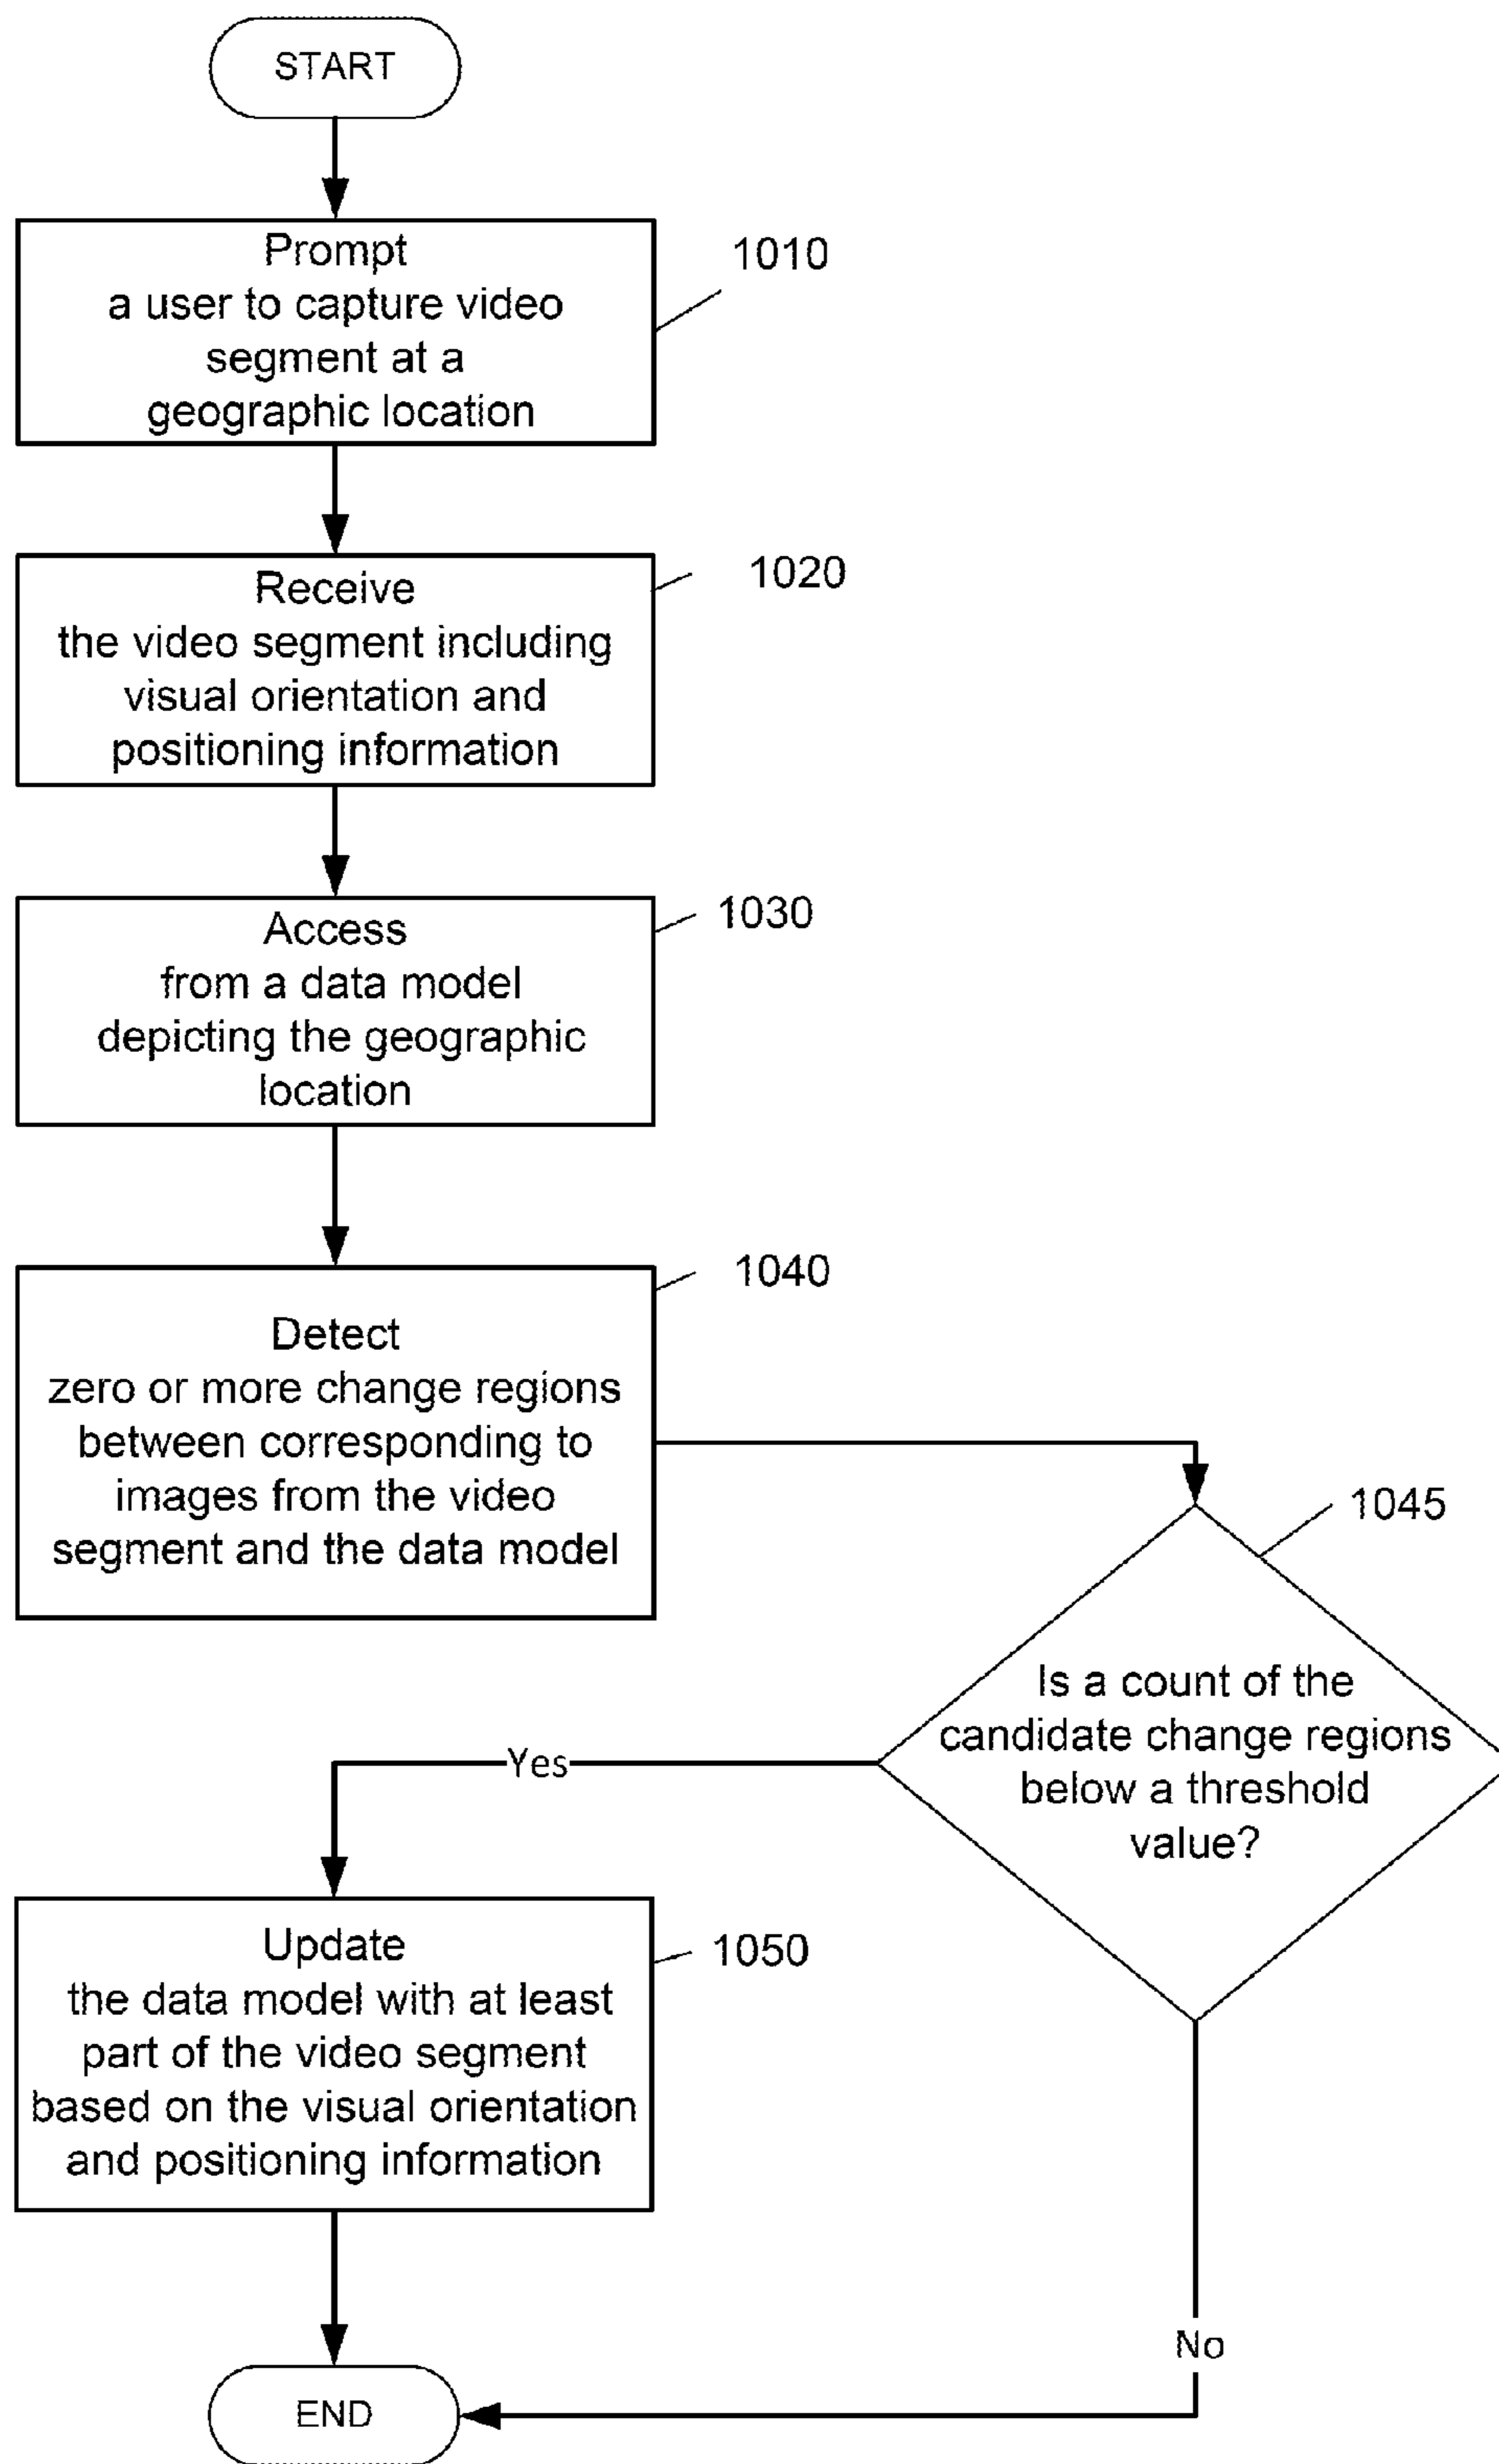 START
Prompt
a user to capture video
segment at a
geographic location
1010
Receive
the video segment including
visual orientation and
positioning information
1020
Access
from a data model
depicting the geographic
location
1030
Detect
zero or more change regions
between corresponding to
images from the video
segment and the data model
1040
Is a count of the
candidate change regions
below a threshold
value?
1045
Yes
Update
the data model with at least
part of the video segment
based on the visual orientation
and positioning information
1050
No
END